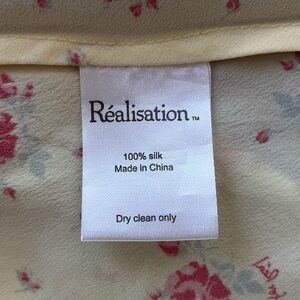 Réalisation™
100% silk
Made in China
Dry clean only